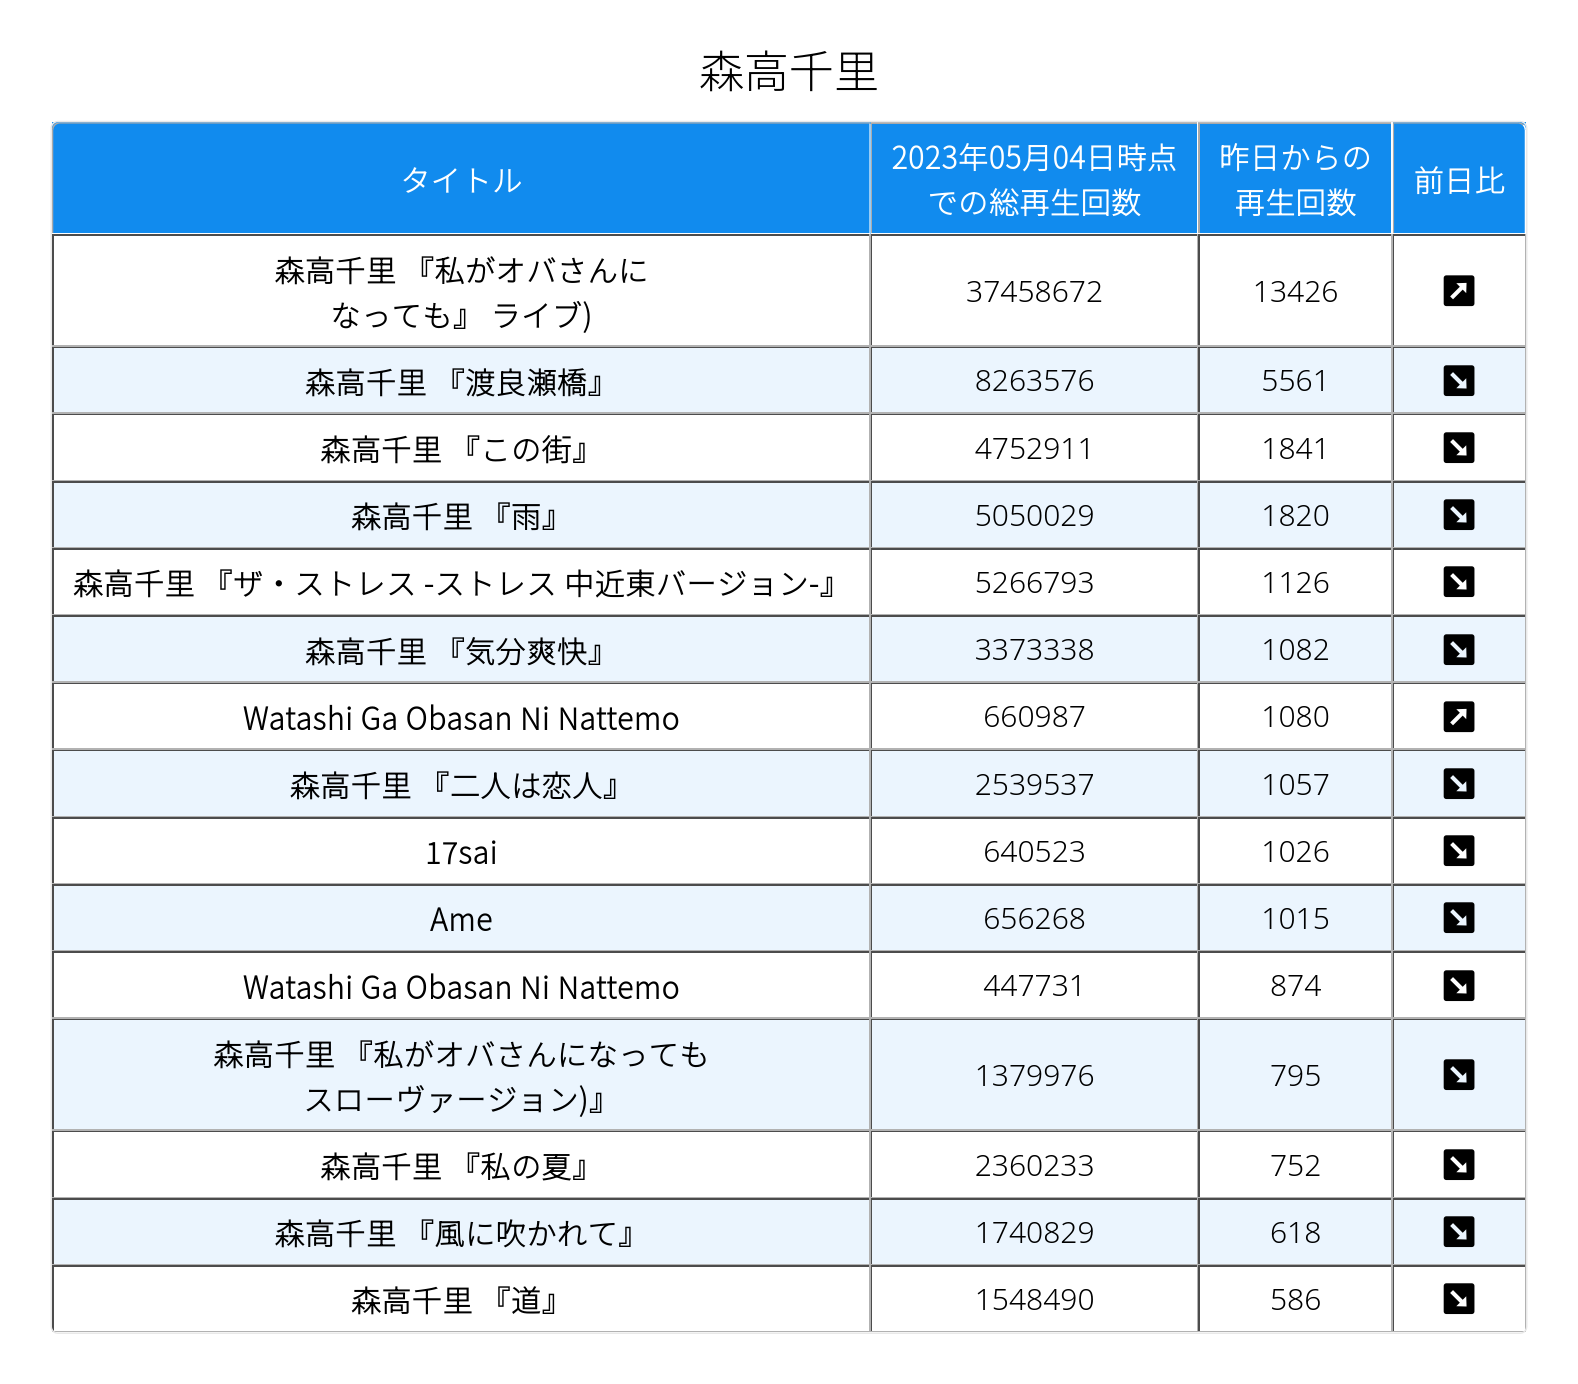 森高千里
タイトル
2023年05月04日時点
での総再生回数
昨日からの
再生回数
前日比
森高千里 『私がオバさんに
なっても』 ライブ)
37458672
13426
森高千里 『渡良瀬橋』
8263576
5561
森高千里 『この街』
4752911
1841
森高千里 『雨』
5050029
1820
森高千里 『ザ・ストレス -ストレス 中近東バージョン-』
5266793
1126
森高千里 『気分爽快』
3373338
1082
Watashi Ga Obasan Ni Nattemo
660987
1080
森高千里 『二人は恋人』
2539537
1057
17sai
640523
1026
Ame
656268
1015
Watashi Ga Obasan Ni Nattemo
447731
874
森高千里 『私がオバさんになっても
スローヴァージョン)』
1379976
795
森高千里 『私の夏』
2360233
752
森高千里 『風に吹かれて』
1740829
618
森高千里 『道』
1548490
586